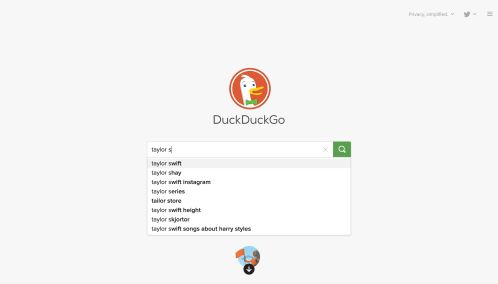 Privacy, simplified.
DuckDuckGo
taylor s
taylor swift
taylor shay
taylor swift instagram
taylor series
tailor store
taylor swift height
taylor skjortor
taylor swift songs about harry styles